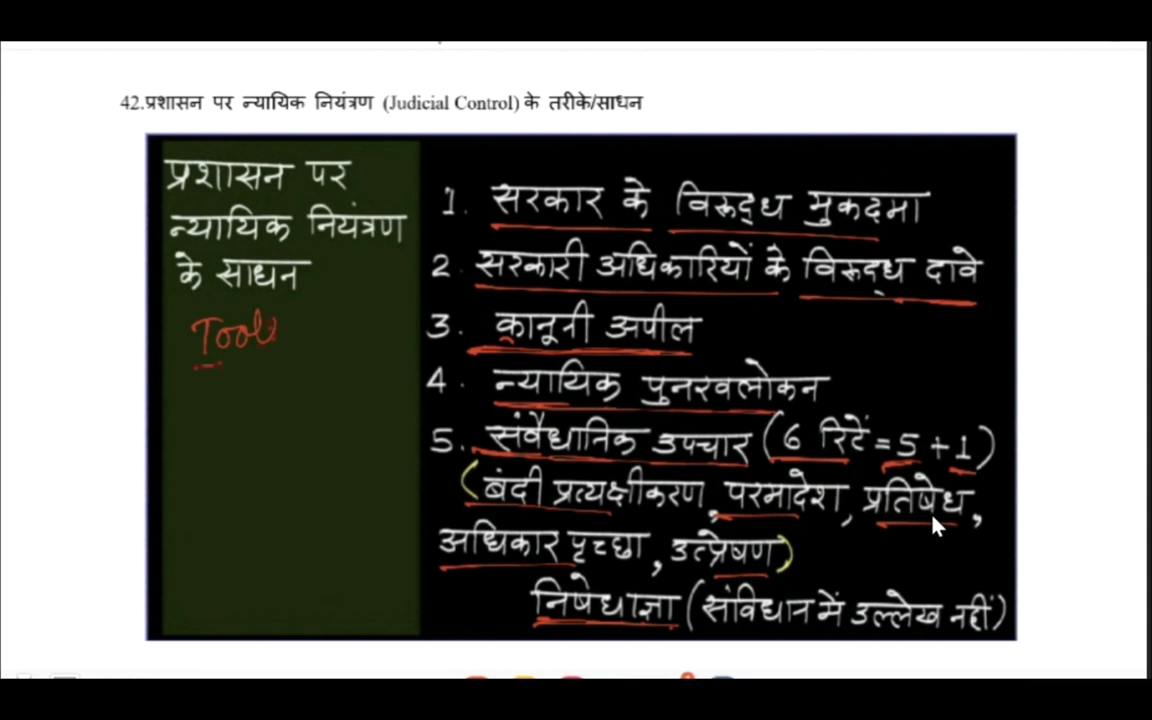 42.प्रशासन पर न्यायिक नियंत्रण (Judicial Control) के तरीके/साधन
प्रशासन पर
न्यायिक नियंत्रण
के साधन
Tools
1. सरकार के विरूद्ध मुकदमा
2. सरकारी अधिकारियों के विरूद्ध दावे
3. क़ानूनी अपील
4. न्यायिक पुनरवलोकन
5. संवैधानिक उपचार (6 रिटें = 5 + 1)
(बंदी प्रत्यक्षीकरण, परमादेश, प्रतिषेध,
अधिकार पृच्छा, उत्प्रेषण)
निषेधाज्ञा (संविधान में उल्लेख नहीं)